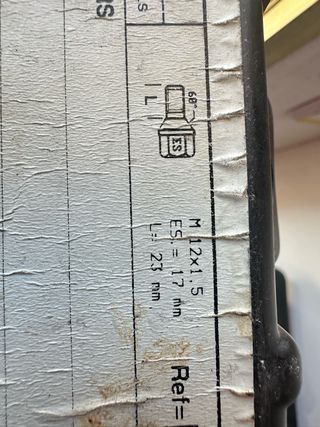 S
60°
L
ES
M 12x1,5
ES. = 17 mm
L= 23 mm
Ref=